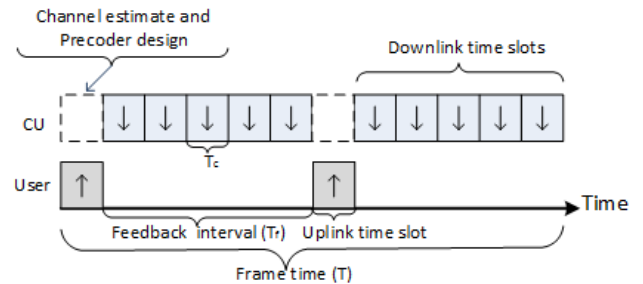 Channel estimate and
Precoder design
Downlink time slots
CU
Tc
User
Time
Feedback interval (Tf)
Uplink time slot
Frame time (T)